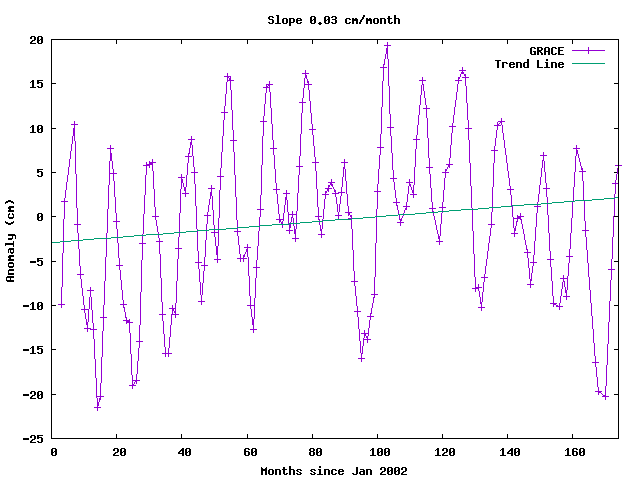 Slope 0.03 cm/month
20
15
10
5
0
-5
-10
-15
-20
-25
Anomaly (cm)
GRACE
Trend Line
0 20 40 60 80 100 120 140 160
Months since Jan 2002